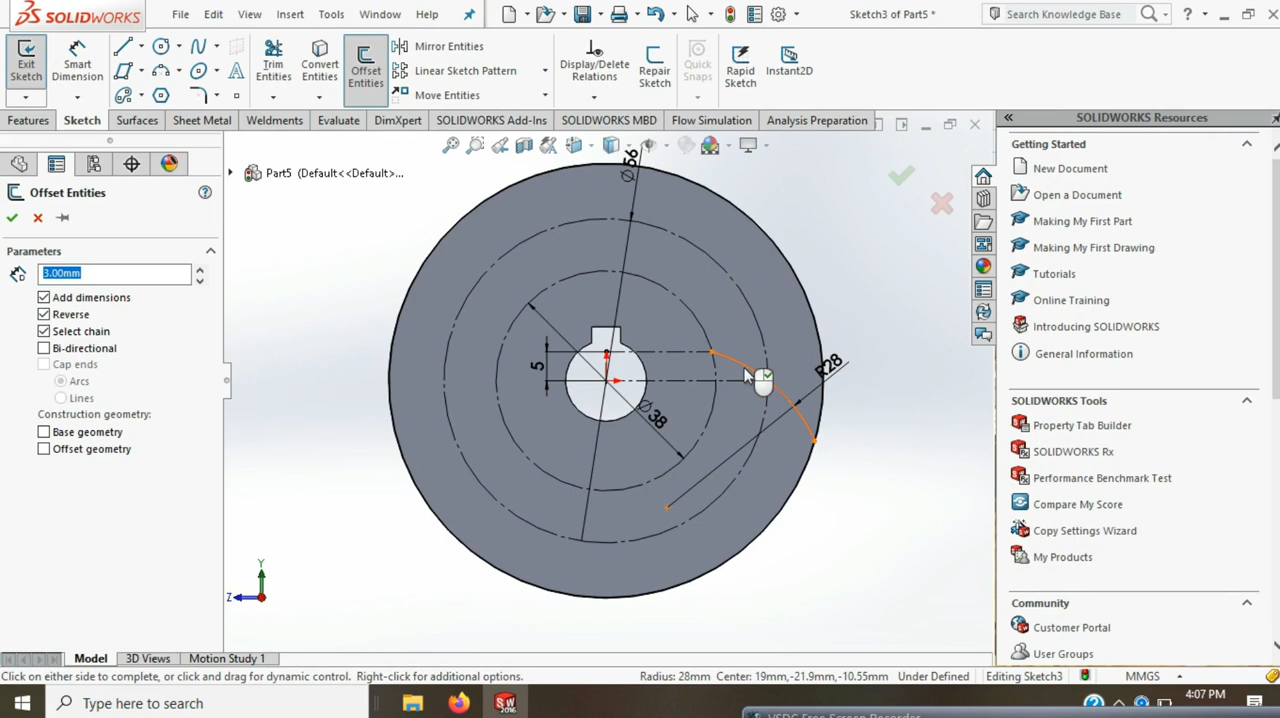 3S SOLIDWORKS
File Edit View Insert Tools Window Help
Sketch3 of Part5 *
Search Knowledge Base
?
Exit Sketch
Smart Dimension
Trim Entities
Convert Entities
Offset Entities
Mirror Entities
Linear Sketch Pattern
Move Entities
Display/Delete Relations
Repair Sketch
Quick Snaps
Rapid Sketch
Instant2D
Features Sketch Surfaces Sheet Metal Weldments Evaluate DimXpert SOLIDWORKS Add-Ins SOLIDWORKS MBD Flow Simulation Analysis Preparation
Offset Entities
Parameters
3.00mm
Add dimensions
Reverse
Select chain
Bi-directional
Cap ends
Arcs
Lines
Construction geometry:
Base geometry
Offset geometry
Part5 (Default<<Default>...
Ø56
5
Ø38
R28
Y
Z
SOLIDWORKS Resources
Getting Started
New Document
Open a Document
Making My First Part
Making My First Drawing
Tutorials
Online Training
Introducing SOLIDWORKS
General Information
SOLIDWORKS Tools
Property Tab Builder
SOLIDWORKS Rx
Performance Benchmark Test
Compare My Score
Copy Settings Wizard
My Products
Community
Customer Portal
User Groups
Model 3D Views Motion Study 1
Click on either side to complete, or click and drag for dynamic control. Right-click for additional options.
Radius: 28mm Center: 19mm,-21.9mm,-10.55mm Under Defined Editing Sketch3 MMGS
Type here to search
SW 2016
4:07 PM
VSDC Free Screen Recorder